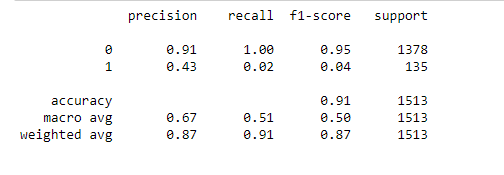 precision recall f1-score support
0 0.91 1.00 0.95 1378
1 0.43 0.02 0.04 135
accuracy 0.91 1513
macro avg 0.67 0.51 0.50 1513
weighted avg 0.87 0.91 0.87 1513